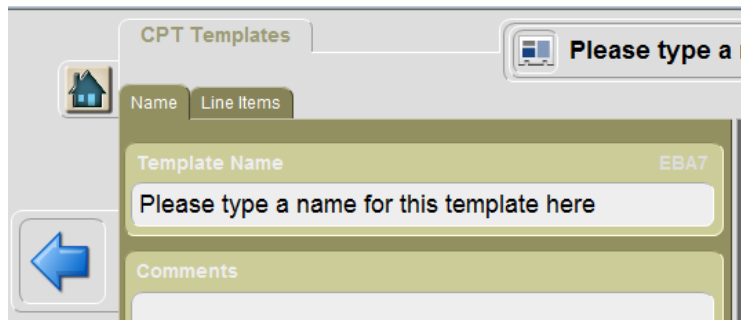 CPT Templates
Please type a
Name
Line Items
Template Name
EBA7
Please type a name for this template here
Comments